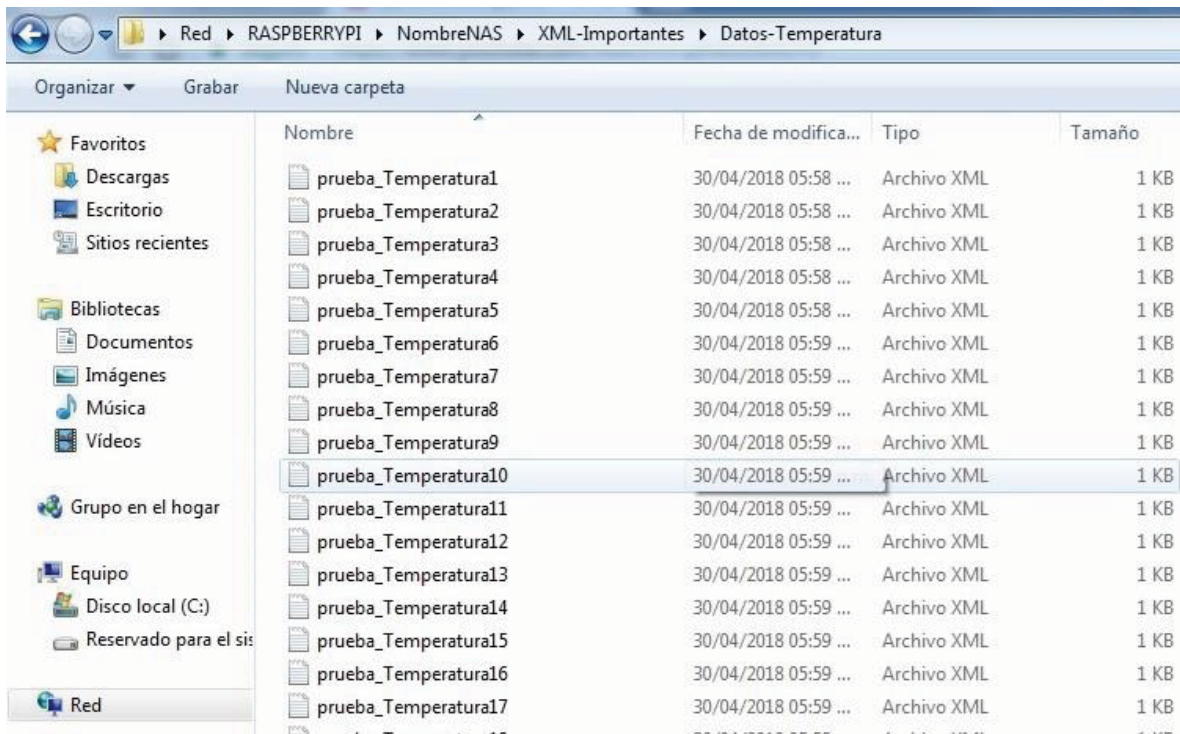 Red ▸ RASPBERRYPI ▸ NombreNAS ▸ XML-Importantes ▸ Datos-Temperatura
Organizar Grabar Nueva carpeta
Favoritos
Descargas
Escritorio
Sitios recientes
Bibliotecas
Documentos
Imágenes
Música
Vídeos
Grupo en el hogar
Equipo
Disco local (C:)
Reservado para el sis
Red
Nombre Fecha de modifica... Tipo Tamaño
prueba_Temperatura1 30/04/2018 05:58 ... Archivo XML 1 KB
prueba_Temperatura2 30/04/2018 05:58 ... Archivo XML 1 KB
prueba_Temperatura3 30/04/2018 05:58 ... Archivo XML 1 KB
prueba_Temperatura4 30/04/2018 05:58 ... Archivo XML 1 KB
prueba_Temperatura5 30/04/2018 05:58 ... Archivo XML 1 KB
prueba_Temperatura6 30/04/2018 05:59 ... Archivo XML 1 KB
prueba_Temperatura7 30/04/2018 05:59 ... Archivo XML 1 KB
prueba_Temperatura8 30/04/2018 05:59 ... Archivo XML 1 KB
prueba_Temperatura9 30/04/2018 05:59 ... Archivo XML 1 KB
prueba_Temperatura10 30/04/2018 05:59 ... Archivo XML 1 KB
prueba_Temperatura11 30/04/2018 05:59 ... Archivo XML 1 KB
prueba_Temperatura12 30/04/2018 05:59 ... Archivo XML 1 KB
prueba_Temperatura13 30/04/2018 05:59 ... Archivo XML 1 KB
prueba_Temperatura14 30/04/2018 05:59 ... Archivo XML 1 KB
prueba_Temperatura15 30/04/2018 05:59 ... Archivo XML 1 KB
prueba_Temperatura16 30/04/2018 05:59 ... Archivo XML 1 KB
prueba_Temperatura17 30/04/2018 05:59 ... Archivo XML 1 KB